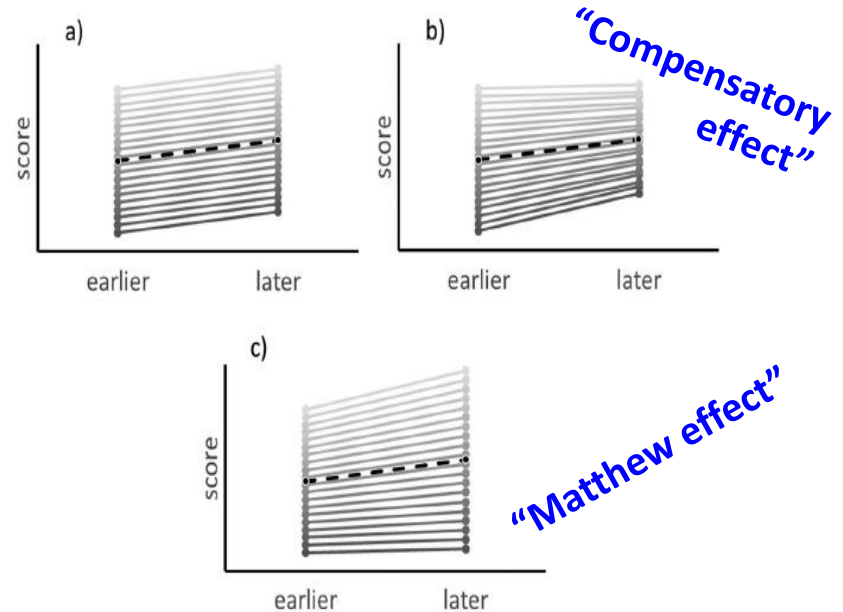 a)
score
earlier later
b)
score
earlier later
“Compensatory
effect”
c)
score
earlier later
“Matthew effect”